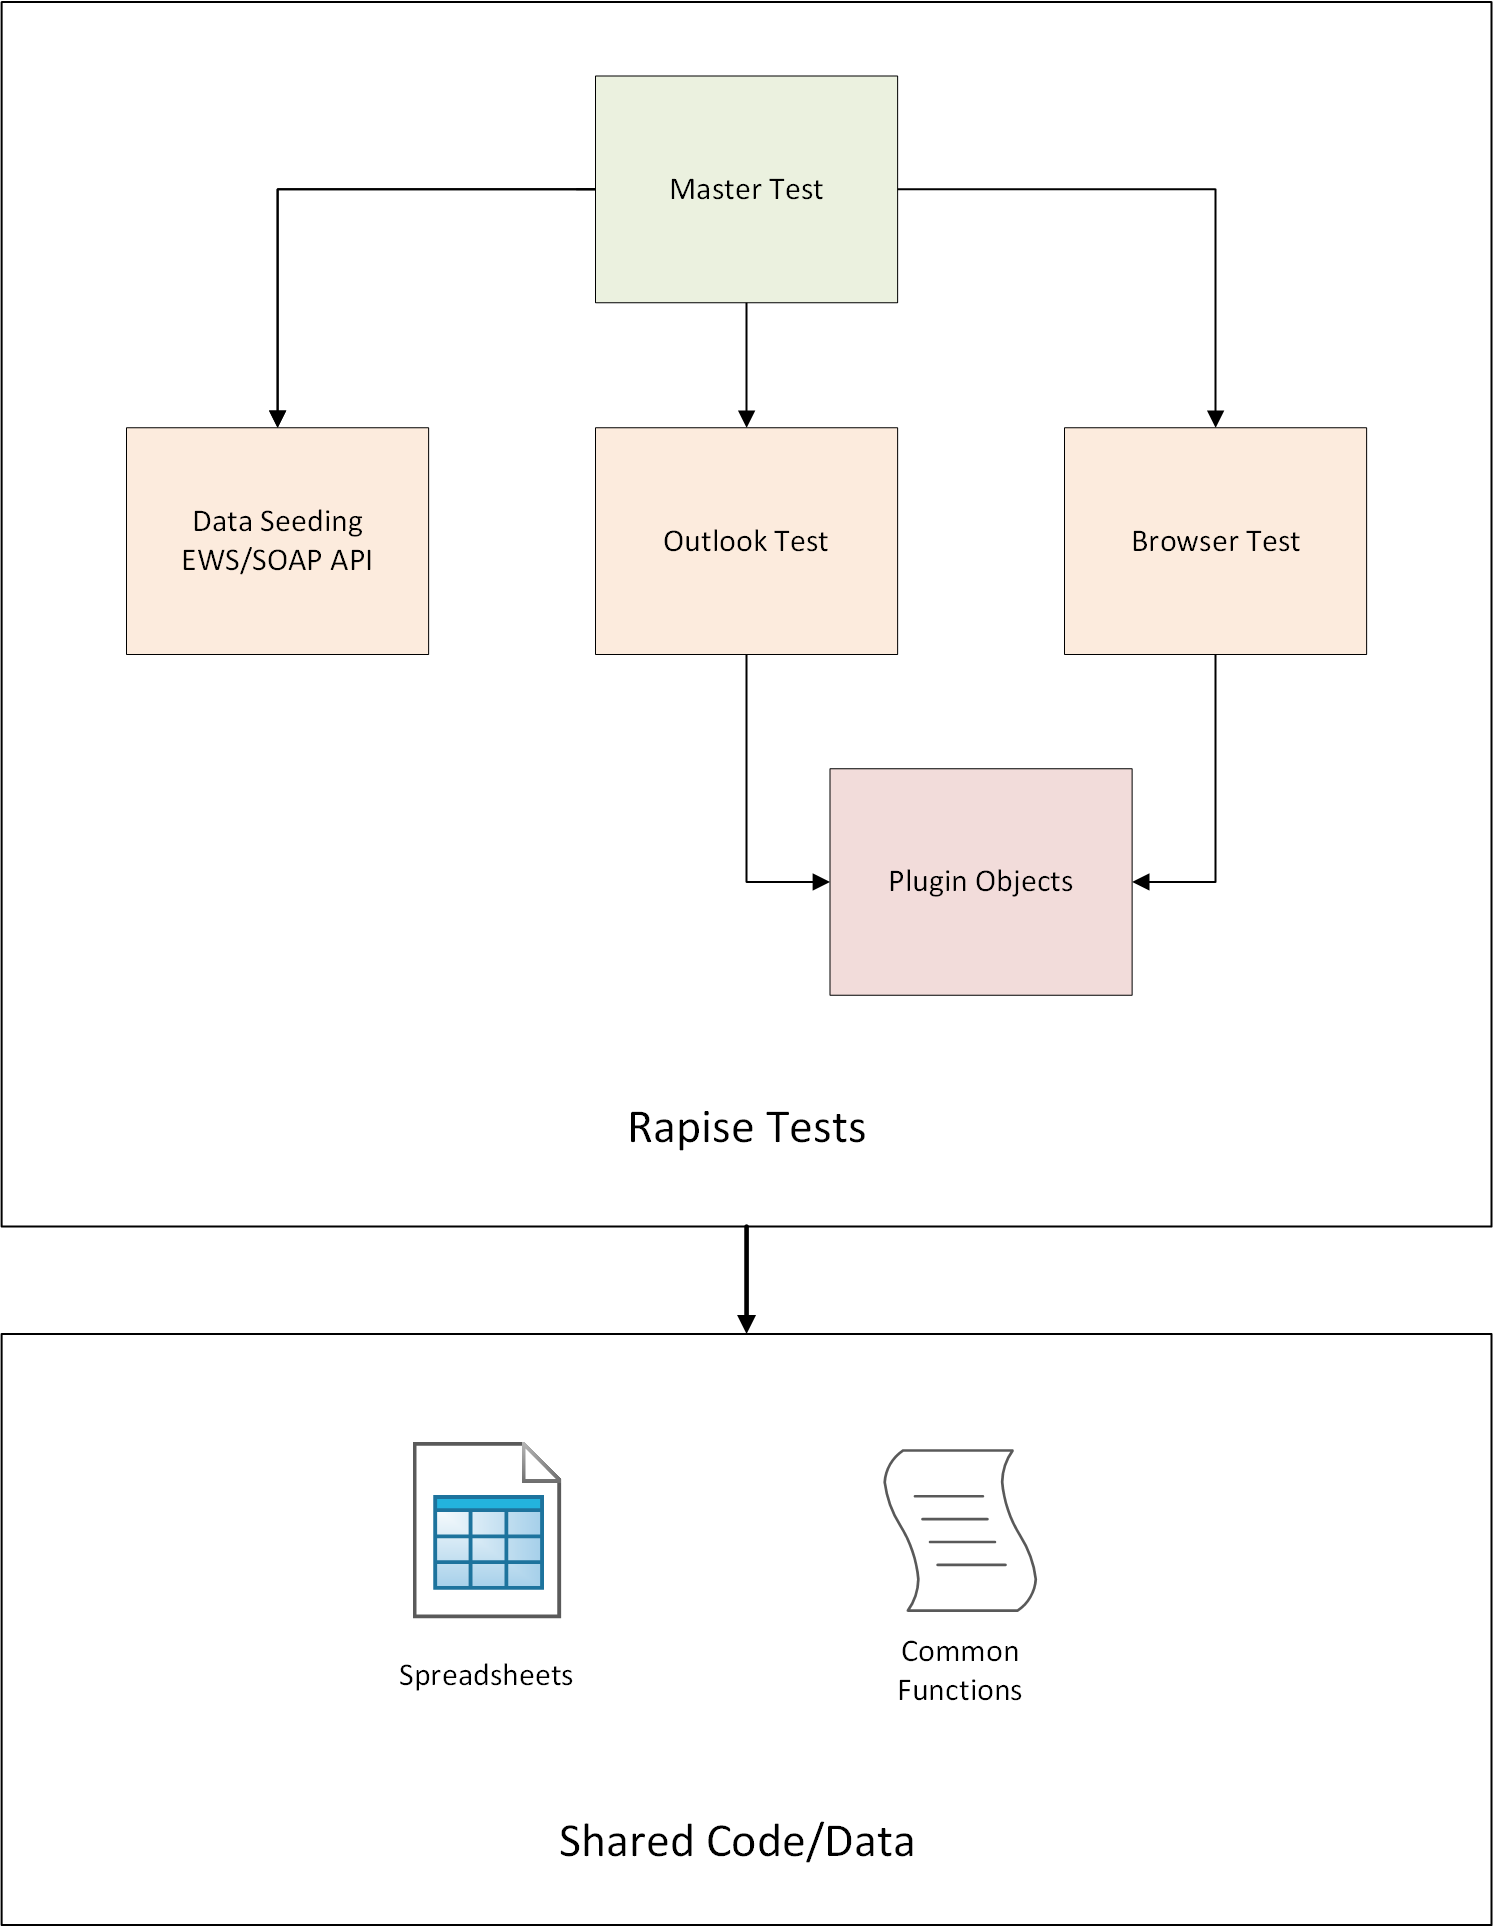 Master Test
Data Seeding
EWS/SOAP API
Outlook Test
Browser Test
Plugin Objects
Rapise Tests
Spreadsheets
Common
Functions
Shared Code/Data